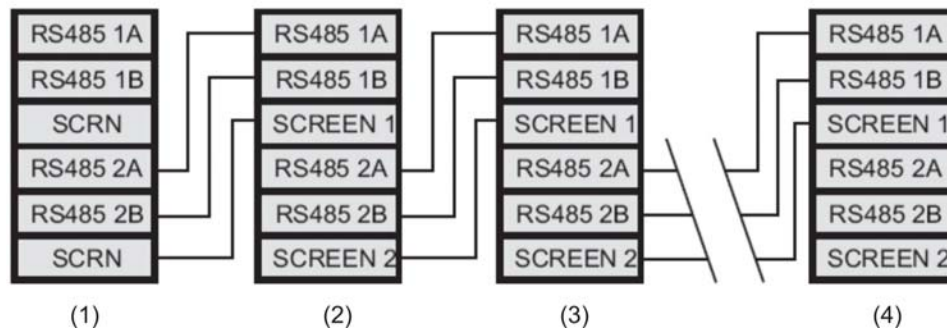 RS485 1A RS485 1A RS485 1A RS485 1A
RS485 1B RS485 1B RS485 1B RS485 1B
SCRN SCREEN 1 SCREEN 1 SCREEN 1
RS485 2A RS485 2A RS485 2A RS485 2A
RS485 2B RS485 2B RS485 2B RS485 2B
SCRN SCREEN 2 SCREEN 2 SCREEN 2
(1) (2) (3) (4)